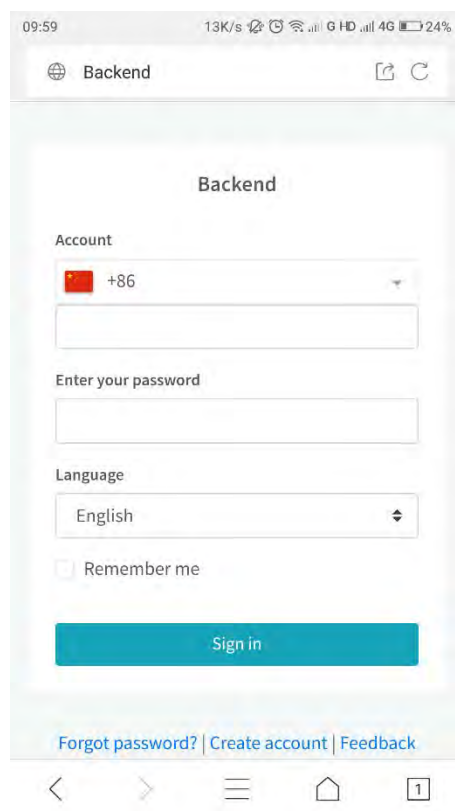 09:59 13K/s G HD 4G 24%
Backend
Backend
Account
+86
Enter your password
Language
English
Remember me
Sign in
Forgot password? | Create account | Feedback
1